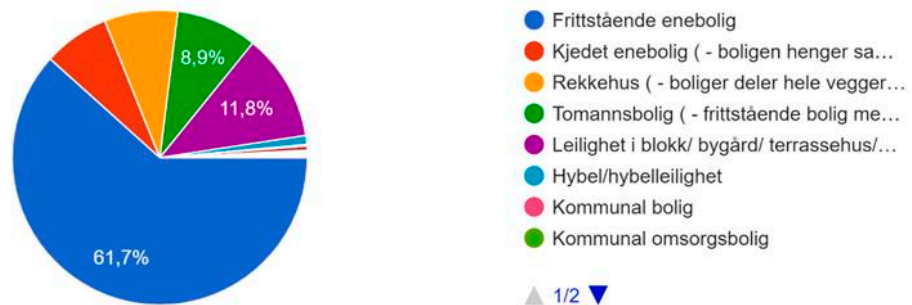 8,9%
11,8%
61,7%
Frittstående enebolig
Kjedet enebolig ( - boligen henger sa…
Rekkehus ( - boliger deler hele vegger…
Tomannsbolig ( - frittstående bolig me…
Leilighet i blokk/ bygård/ terrassehus/…
Hybel/hybelleilighet
Kommunal bolig
Kommunal omsorgsbolig
1/2